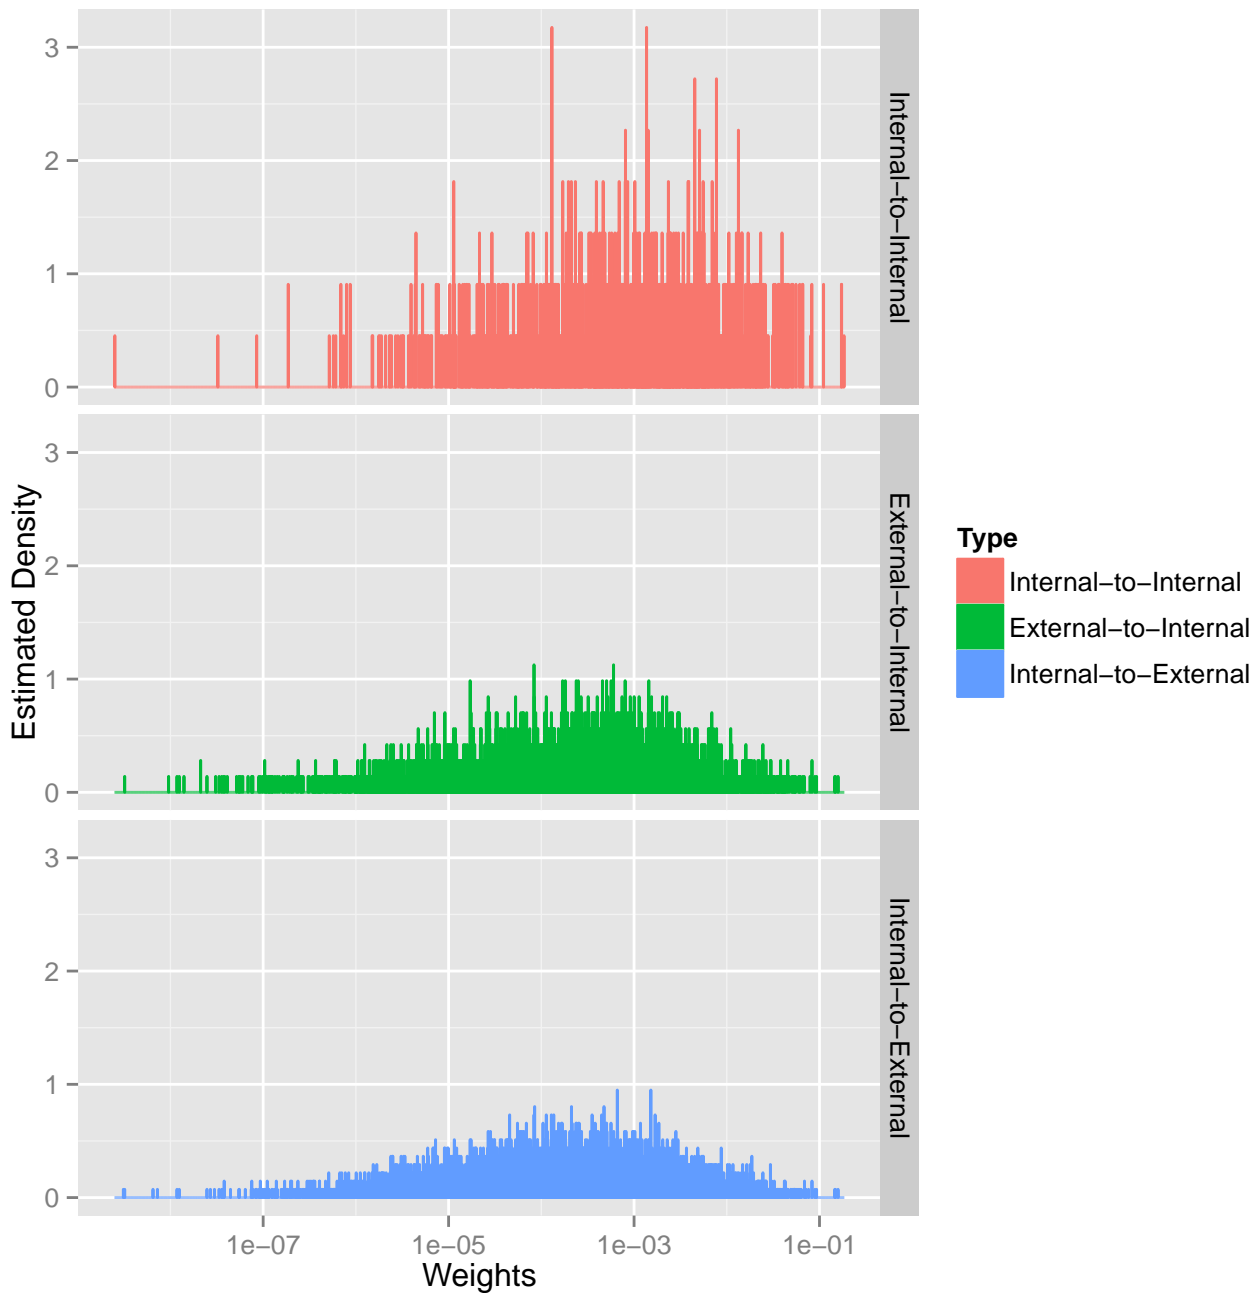 3
2
1
0
Internal−to−Internal
3
2
1
0
External−to−Internal
3
2
1
0
Internal−to−External
Estimated Density
1e−07
1e−05
1e−03
1e−01
Weights
Type
Internal−to−Internal
External−to−Internal
Internal−to−External